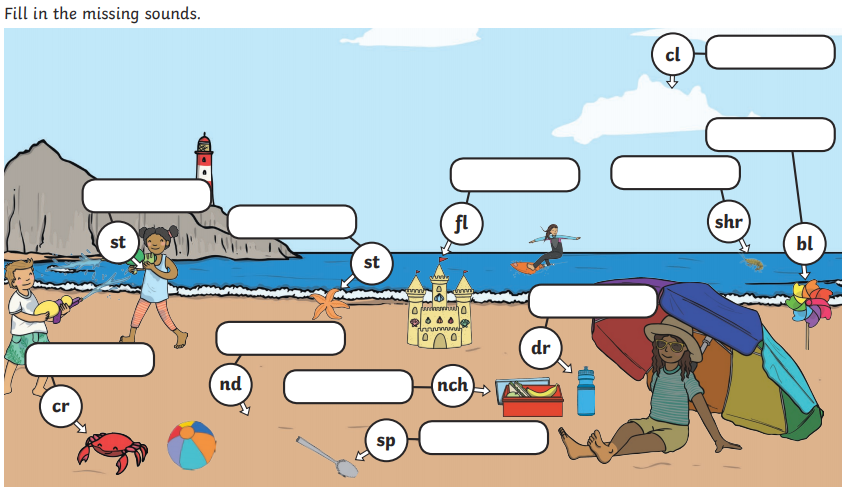 Fill in the missing sounds.
cl
shr
fl
st
bl
st
dr
nd
nch
cr
sp